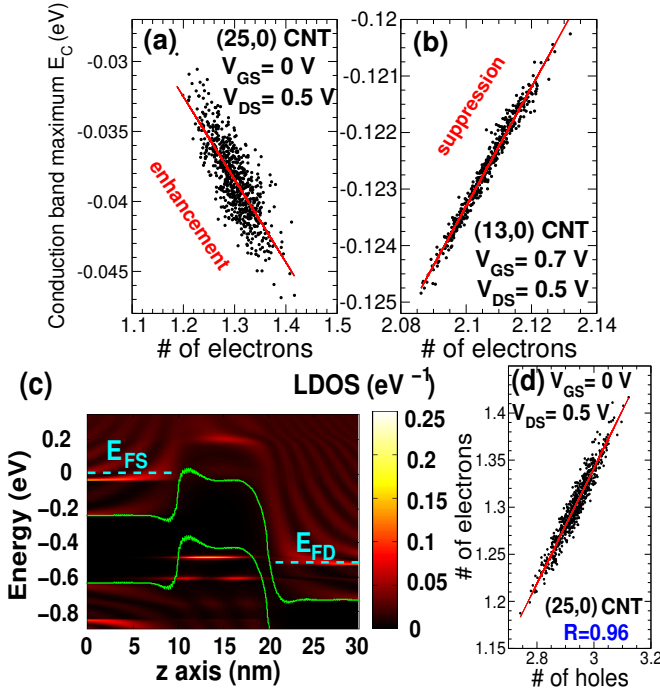 (a)
(25,0) CNT
V_GS= 0 V
V_DS= 0.5 V
enhancement
Conduction band maximum E_C
-0.03
-0.035
-0.04
-0.045
1.1 1.2 1.3 1.4 1.5
# of electrons
(b)
suppression
(13,0) CNT
V_GS= 0.7 V
V_DS= 0.5 V
-0.12
-0.121
-0.122
-0.123
-0.124
-0.125
2.08 2.1 2.12 2.14
# of electrons
(c)
LDOS (eV ⁻¹)
E_FS
E_FD
Energy (eV)
0.2
0
−0.2
−0.4
−0.6
−0.8
0 10 20 30
z axis (nm)
0.25
0.2
0.15
0.1
0.05
0
(d)
V_GS= 0 V
V_DS= 0.5 V
# of electrons
1.4
1.35
1.3
1.25
1.2
1.15
(25,0) CNT
R=0.96
2.8 3 3.2
# of holes